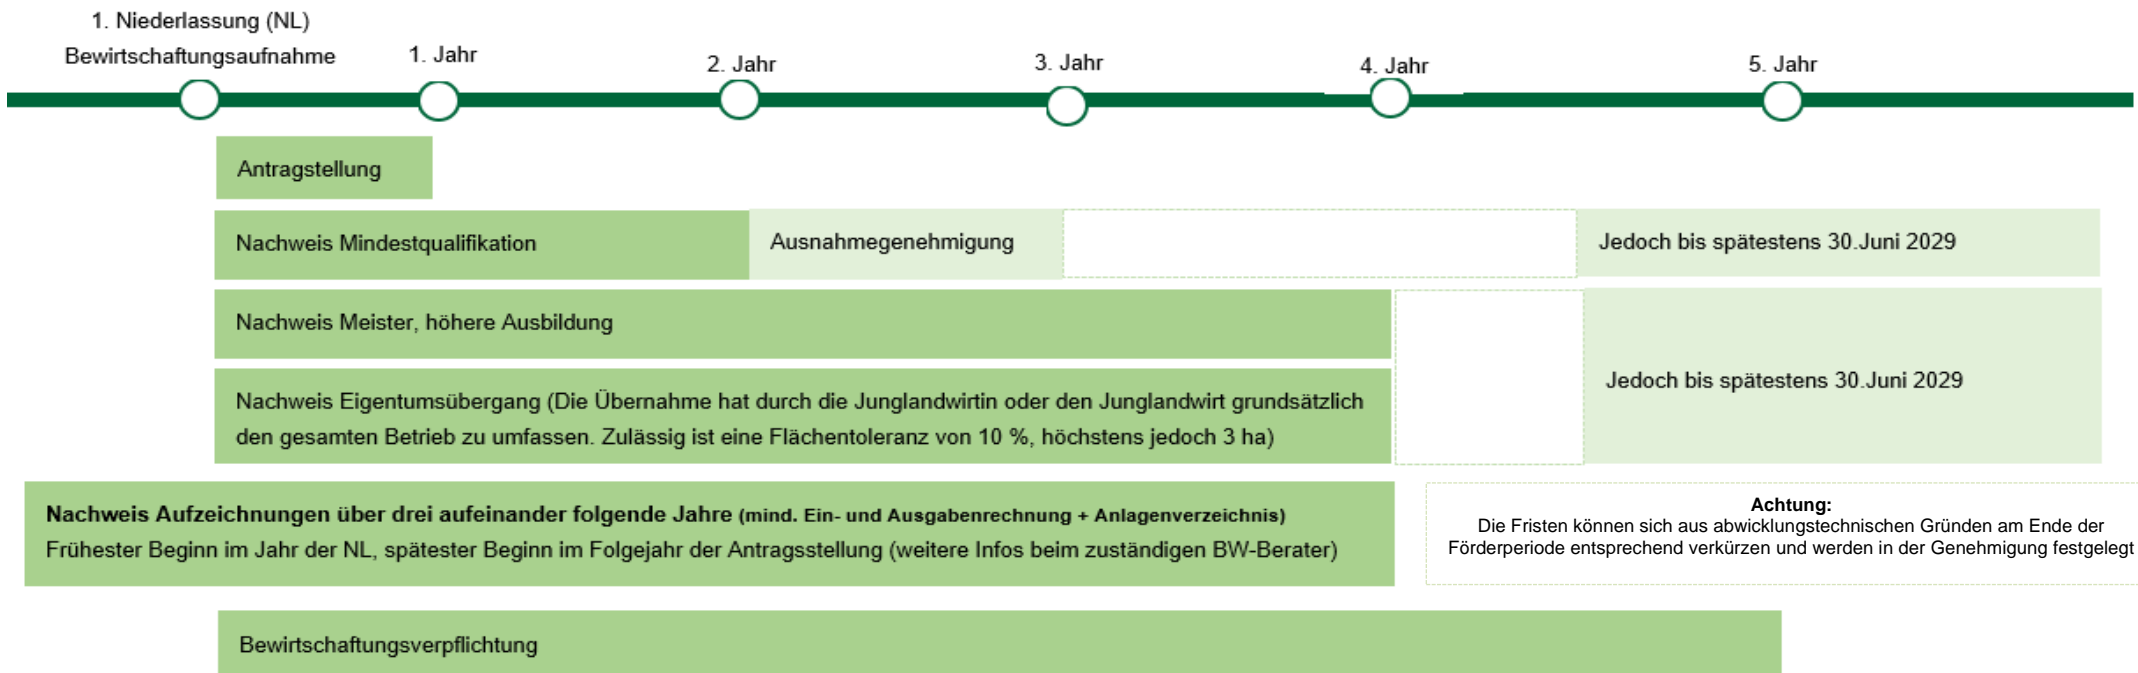 1. Niederlassung (NL)
Bewirtschaftungsaufnahme
1. Jahr
2. Jahr
3. Jahr
4. Jahr
5. Jahr
Antragstellung
Nachweis Mindestqualifikation
Ausnahmegenehmigung
Jedoch bis spätestens 30.Juni 2029
Nachweis Meister, höhere Ausbildung
Nachweis Eigentumsübergang (Die Übernahme hat durch die Junglandwirtin oder den Junglandwirt grundsätzlich
den gesamten Betrieb zu umfassen. Zulässig ist eine Flächentoleranz von 10 %, höchstens jedoch 3 ha)
Jedoch bis spätestens 30.Juni 2029
Nachweis Aufzeichnungen über drei aufeinander folgende Jahre (mind. Ein- und Ausgabenrechnung + Anlagenverzeichnis)
Frühester Beginn im Jahr der NL, spätester Beginn im Folgejahr der Antragsstellung (weitere Infos beim zuständigen BW-Berater)
Achtung:
Die Fristen können sich aus abwicklungstechnischen Gründen am Ende der
Förderperiode entsprechend verkürzen und werden in der Genehmigung festgelegt
Bewirtschaftungsverpflichtung